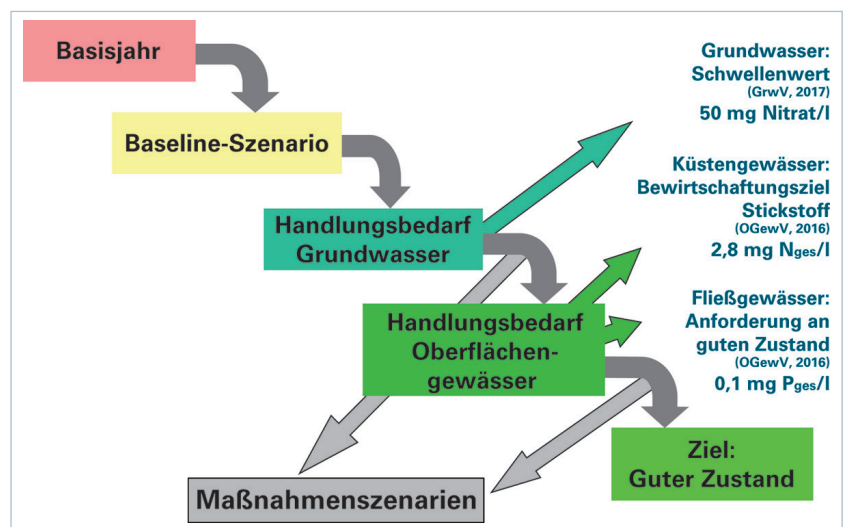 Basisjahr
Baseline-Szenario
Handlungsbedarf
Grundwasser
Handlungsbedarf
Oberflächen-
gewässer
Ziel:
Guter Zustand
Maßnahmenszenarien
Grundwasser:
Schwellenwert
(GrwV, 2017)
50 mg Nitrat/l
Küstengewässer:
Bewirtschaftungsziel
Stickstoff
(OGewV, 2016)
2,8 mg Nges/l
Fließgewässer:
Anforderung an
guten Zustand
(OGewV, 2016)
0,1 mg Pges/l